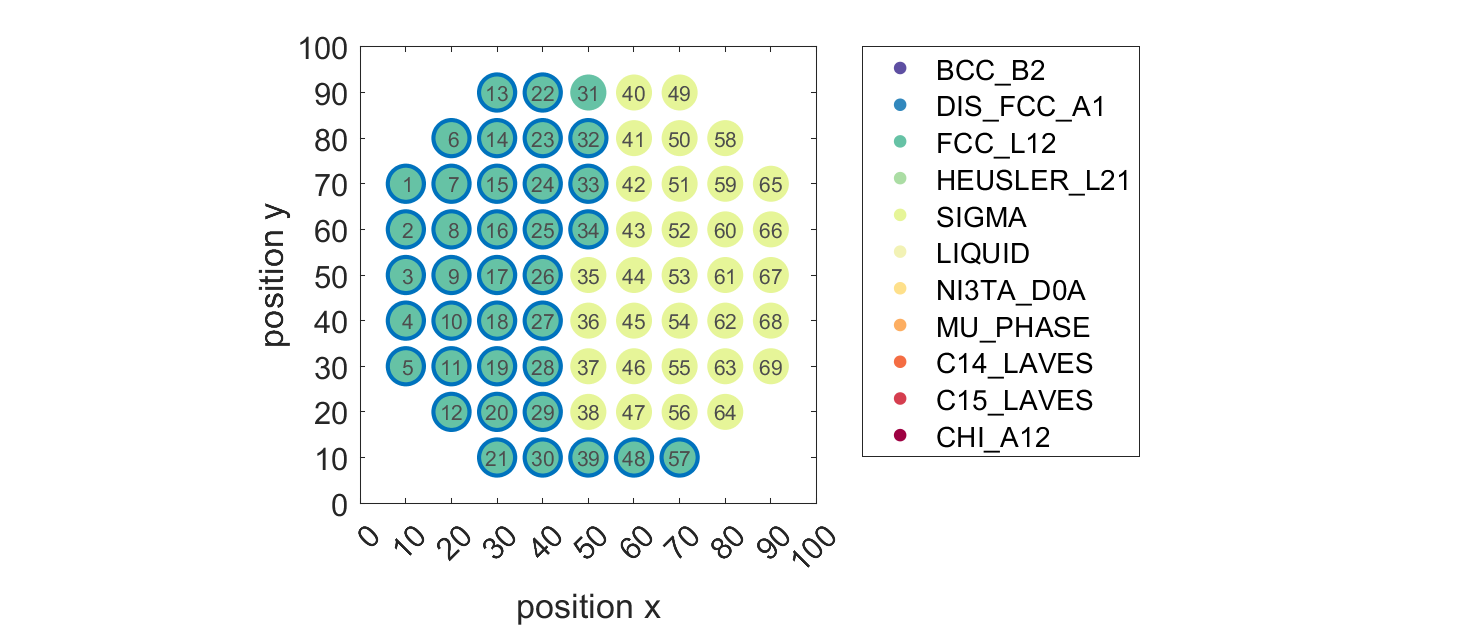 100
90
80
70
60
50
40
30
20
10
0
position y
13 22 31 40 49
6 14 23 32 41 50 58
1 7 15 24 33 42 51 59 65
2 8 16 25 34 43 52 60 66
3 9 17 26 35 44 53 61 67
4 10 18 27 36 45 54 62 68
5 11 19 28 37 46 55 63 69
12 20 29 38 47 56 64
21 30 39 48 57
0 10 20 30 40 50 60 70 80 90 100
position x
BCC_B2
DIS_FCC_A1
FCC_L12
HEUSLER_L21
SIGMA
LIQUID
NI3TA_D0A
MU_PHASE
C14_LAVES
C15_LAVES
CHI_A12